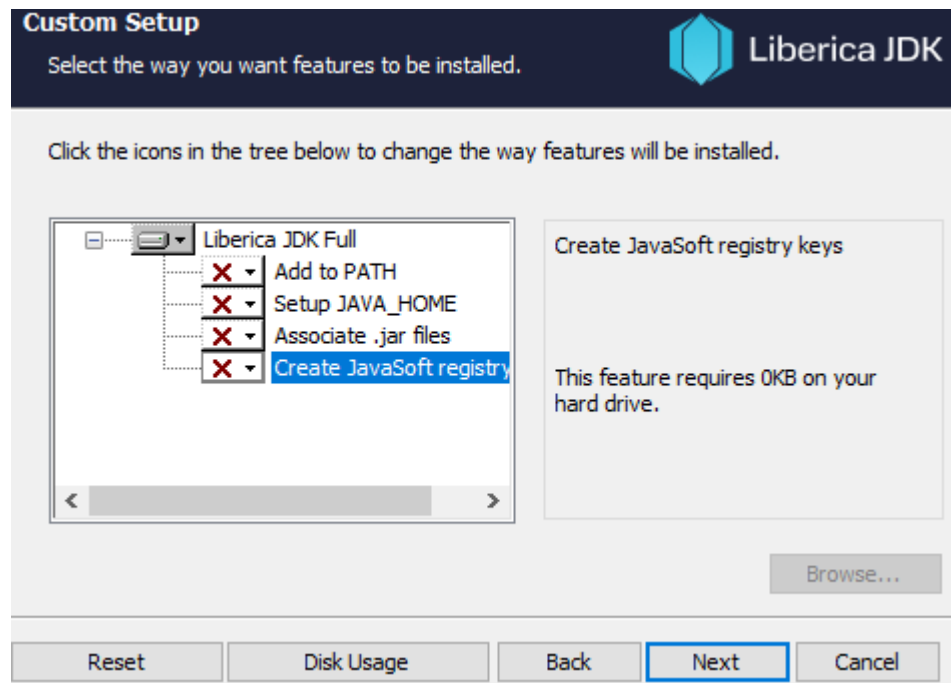 Custom Setup
Select the way you want features to be installed.
Liberica JDK
Click the icons in the tree below to change the way features will be installed.
Liberica JDK Full
Add to PATH
Setup JAVA_HOME
Associate .jar files
Create JavaSoft registry
Create JavaSoft registry keys
This feature requires 0KB on your
hard drive.
Browse...
Reset
Disk Usage
Back
Next
Cancel